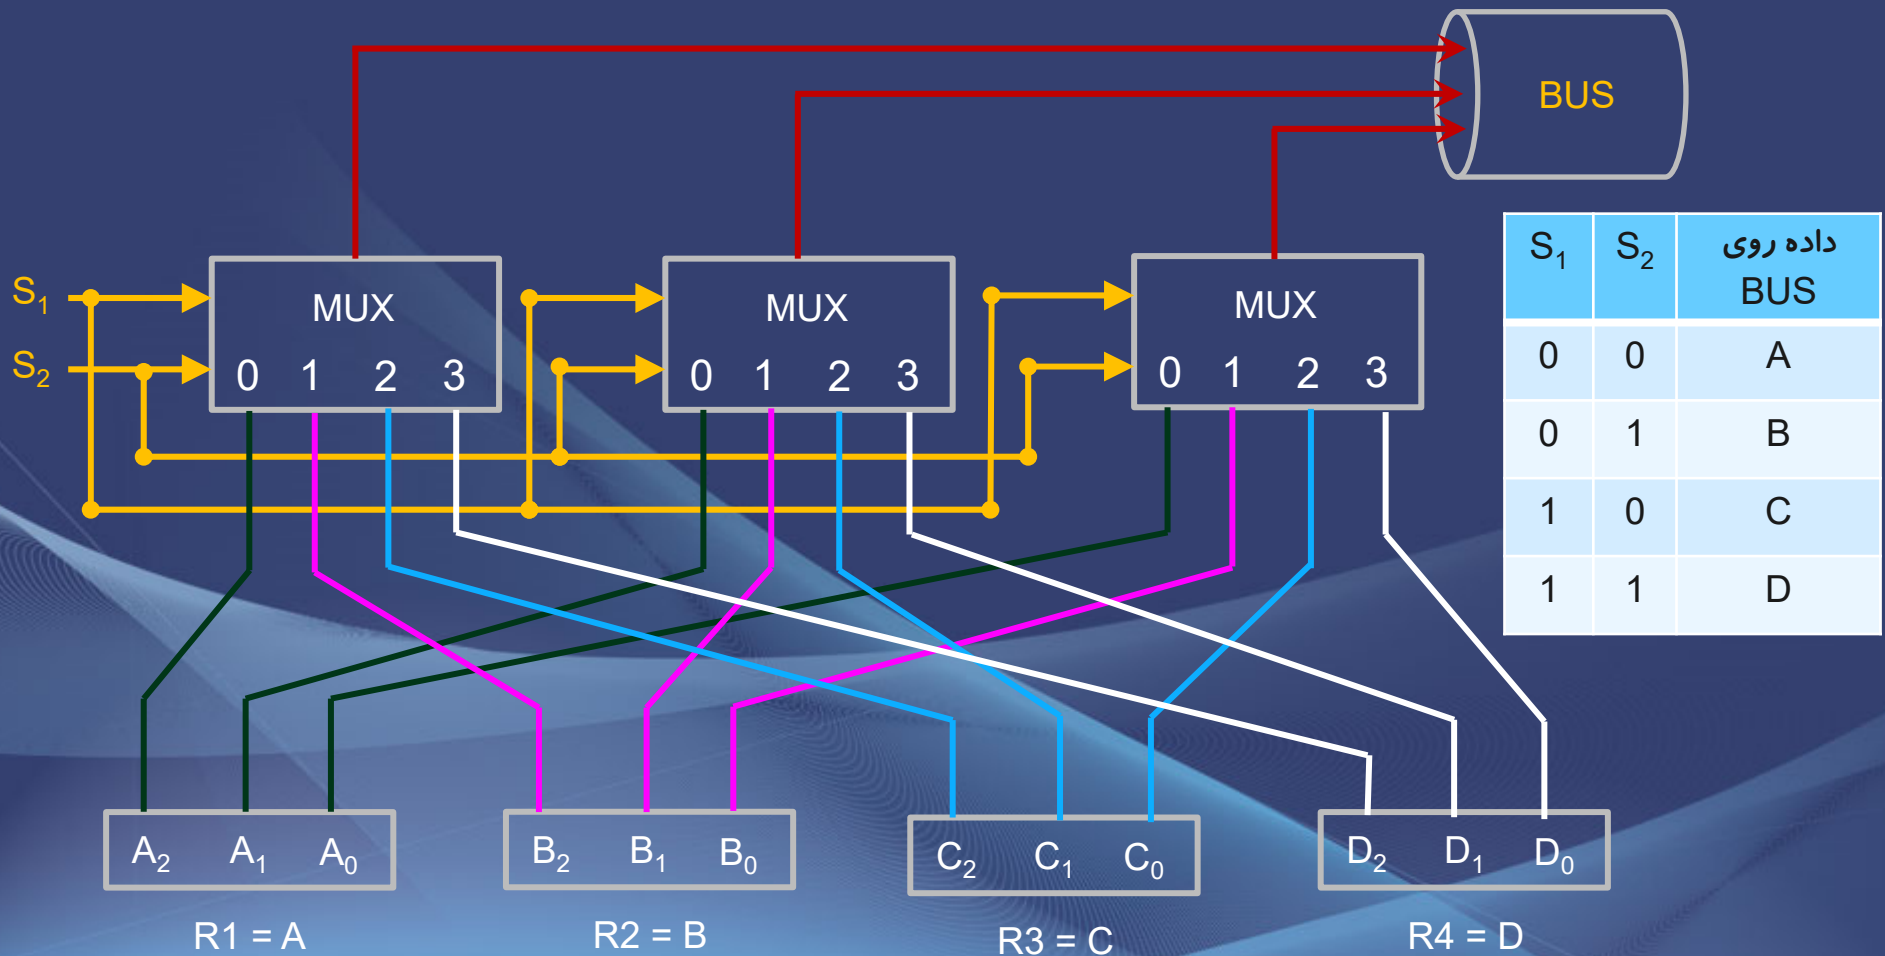 BUS
S₁ S₂ داده روی
BUS
0 0 A
0 1 B
1 0 C
1 1 D
S₁
S₂
MUX
0 1 2 3
MUX
0 1 2 3
MUX
0 1 2 3
A₂ A₁ A₀
R1 = A
B₂ B₁ B₀
R2 = B
C₂ C₁ C₀
R3 = C
D₂ D₁ D₀
R4 = D